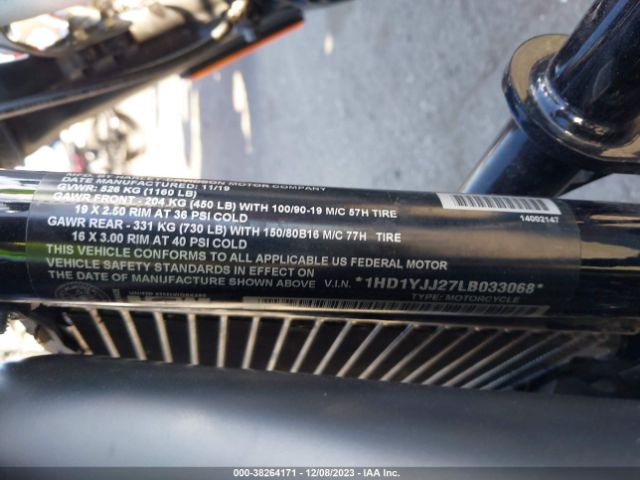 MOTOR COMPANY
DATE MANUFACTURED: 11/19
GVWR: 526 KG (1160 LB)
GAWR FRONT - 204 KG (450 LB) WITH 100/90-19 M/C 57H TIRE
19 X 2.50 RIM AT 36 PSI COLD
GAWR REAR - 331 KG (730 LB) WITH 150/80B16 M/C 77H TIRE
16 X 3.00 RIM AT 40 PSI COLD
THIS VEHICLE CONFORMS TO ALL APPLICABLE US FEDERAL MOTOR
VEHICLE SAFETY STANDARDS IN EFFECT ON
THE DATE OF MANUFACTURE SHOWN ABOVE V.I.N. *1HD1YJJ27LB033068*
TYPE: MOTORCYCLE
14002147
UNITED STEELWORKERS
000-38264171 - 12/08/2023 - IAA Inc.